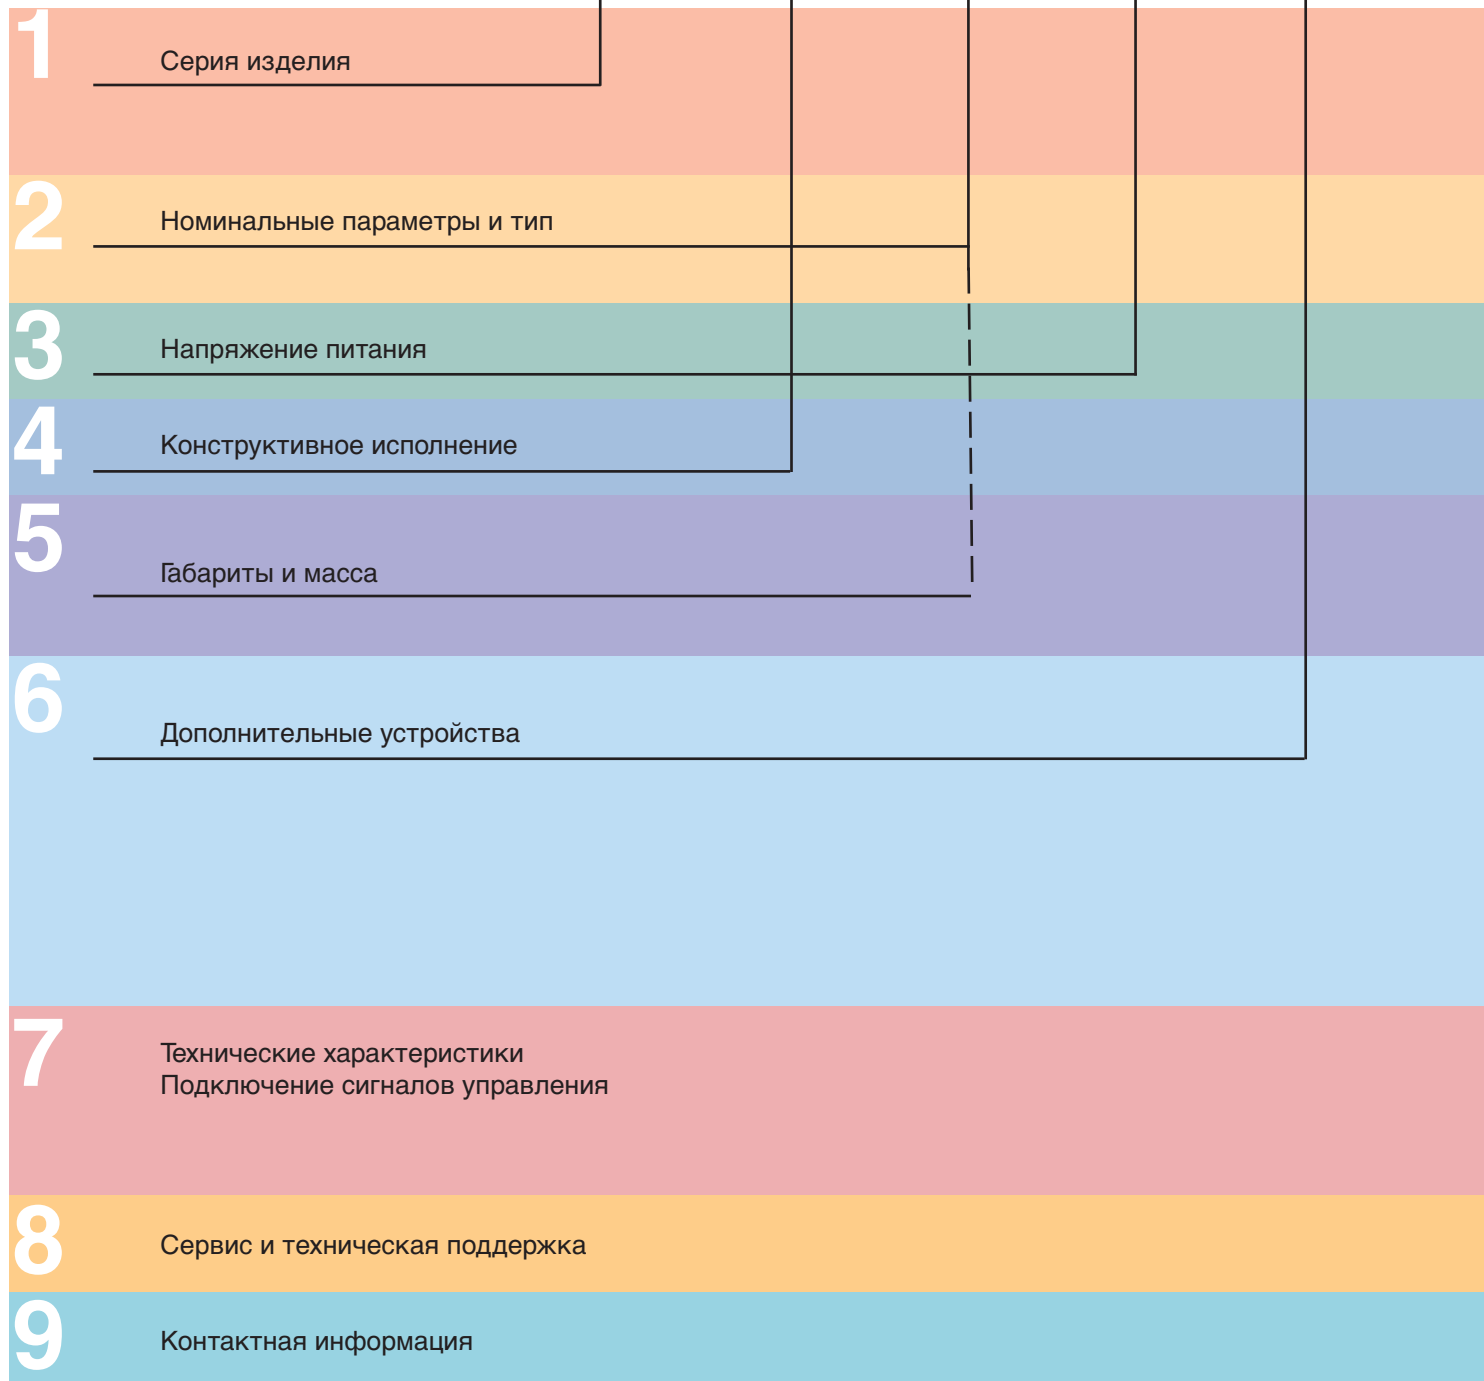 1
Серия изделия
2
Номинальные параметры и тип
3
Напряжение питания
4
Конструктивное исполнение
5
Габариты и масса
6
Дополнительные устройства
7
Технические характеристики
Подключение сигналов управления
8
Сервис и техническая поддержка
9
Контактная информация